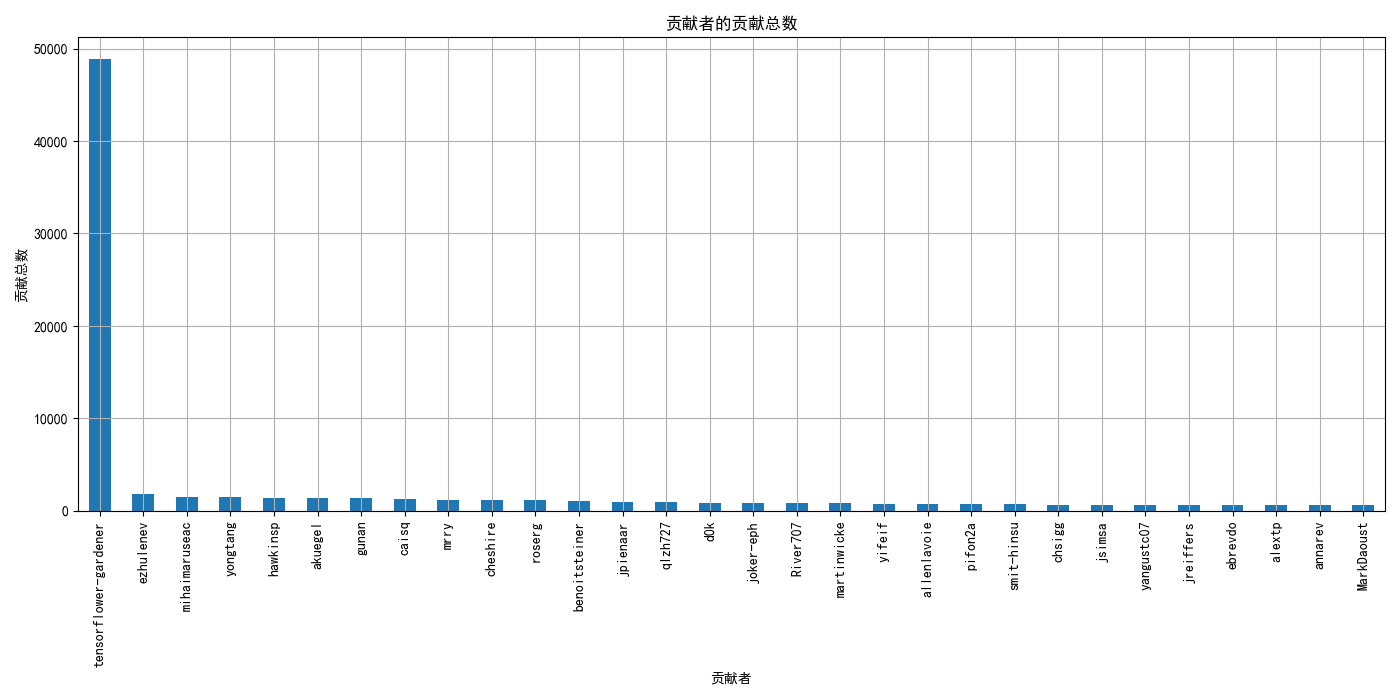 贡献者的贡献总数
贡献总数
50000
40000
30000
20000
10000
0
tensorflower-gardener
ezhulenev
mihaimaruseac
yongtang
hawkinsp
akuegel
gunan
caisq
mrry
cheshire
roserg
benoitsteiner
jpienaar
qlzh727
d0k
joker-eph
River707
martinwicke
yifeif
allenlavoie
pifon2a
smit-hinsu
chsigg
jsimsa
yangustc07
jreiffers
ebrevdo
alextp
annarev
MarkDaoust
贡献者